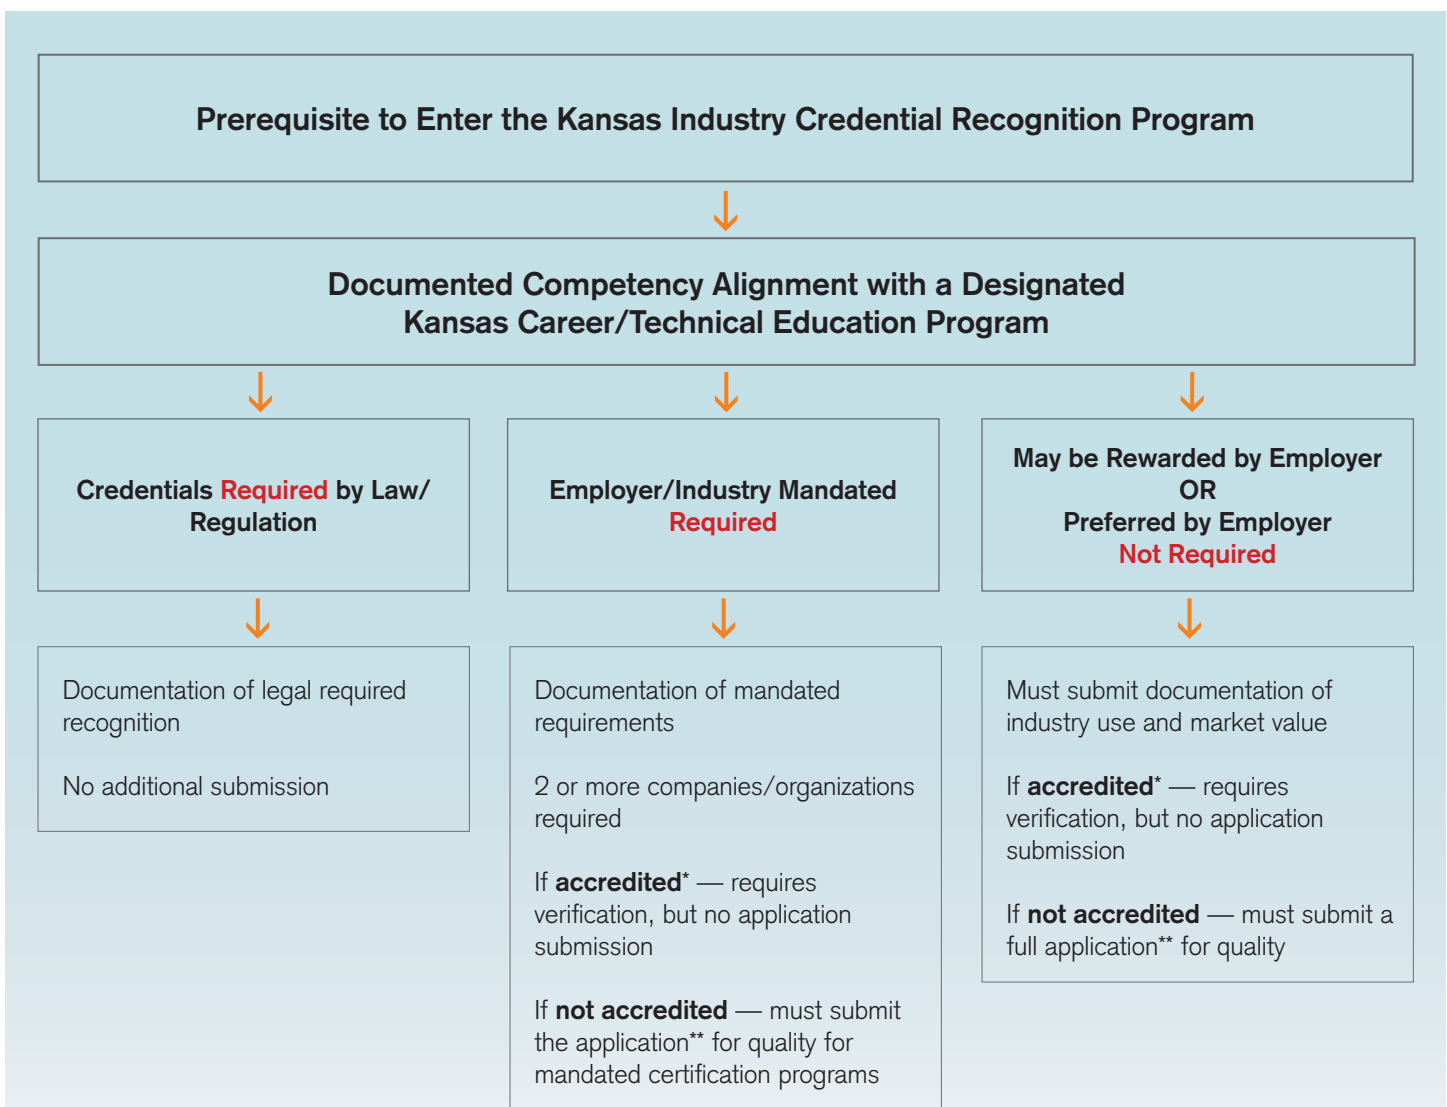 Prerequisite to Enter the Kansas Industry Credential Recognition Program
Documented Competency Alignment with a Designated
Kansas Career/Technical Education Program
Credentials Required by Law/
Regulation
Employer/Industry Mandated
Required
May be Rewarded by Employer
OR
Preferred by Employer
Not Required
Documentation of legal required
recognition
No additional submission
Documentation of mandated
requirements
2 or more companies/organizations
required
If accredited* — requires
verification, but no application
submission
If not accredited — must submit
the application** for quality for
mandated certification programs
Must submit documentation of
industry use and market value
If accredited* — requires
verification, but no application
submission
If not accredited — must submit a
full application** for quality